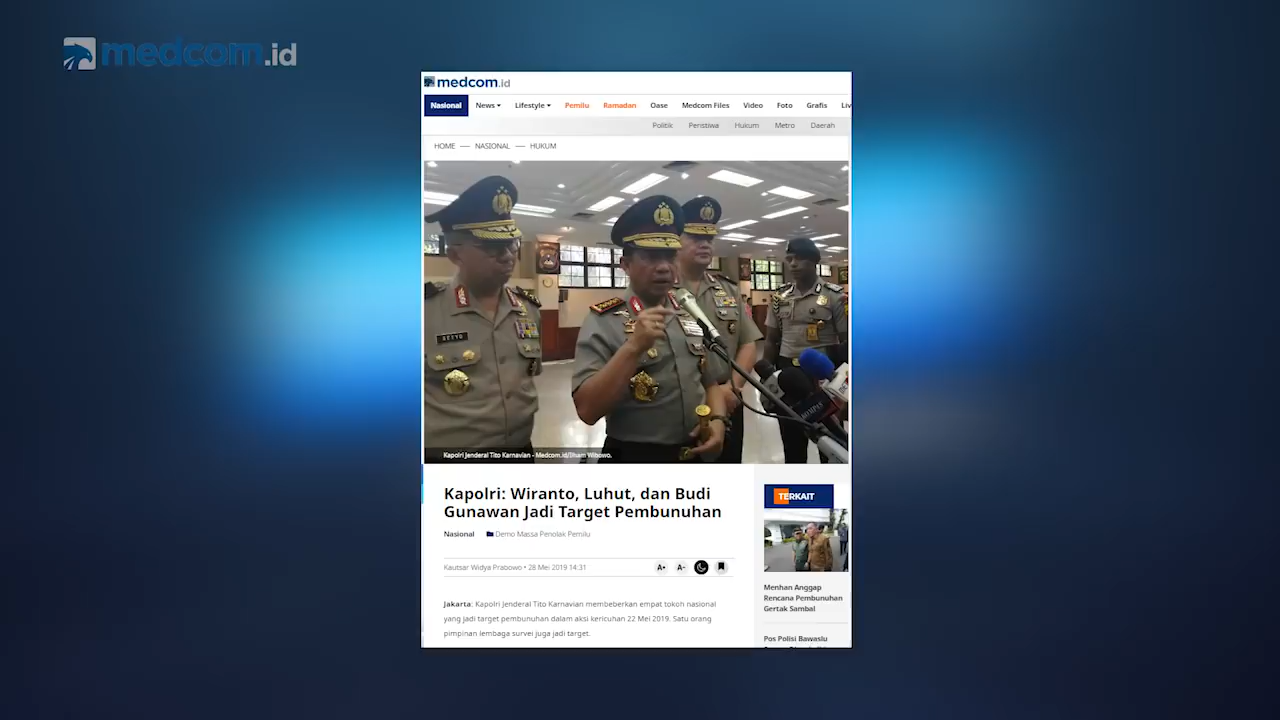 medcom.id
medcom.id
Nasional News Lifestyle Pemilu Ramadan Oase Medcom Files Video Foto Grafis Liv
Politik Peristiwa Hukum Metro Daerah
HOME — NASIONAL — HUKUM
SETYO
KOMPAS
Kapolri Jenderal Tito Karnavian - Medcom.id/Ilham Wibowo.
Kapolri: Wiranto, Luhut, dan Budi
Gunawan Jadi Target Pembunuhan
Nasional Demo Massa Penolak Pemilu
Kautsar Widya Prabowo • 28 Mei 2019 14:31
A+ A-
Jakarta: Kapolri Jenderal Tito Karnavian membeberkan empat tokoh nasional
yang jadi target pembunuhan dalam aksi kericuhan 22 Mei 2019. Satu orang
pimpinan lembaga survei juga jadi target.
TERKAIT
Menhan Anggap
Rencana Pembunuhan
Gertak Sambal
Pos Polisi Bawaslu